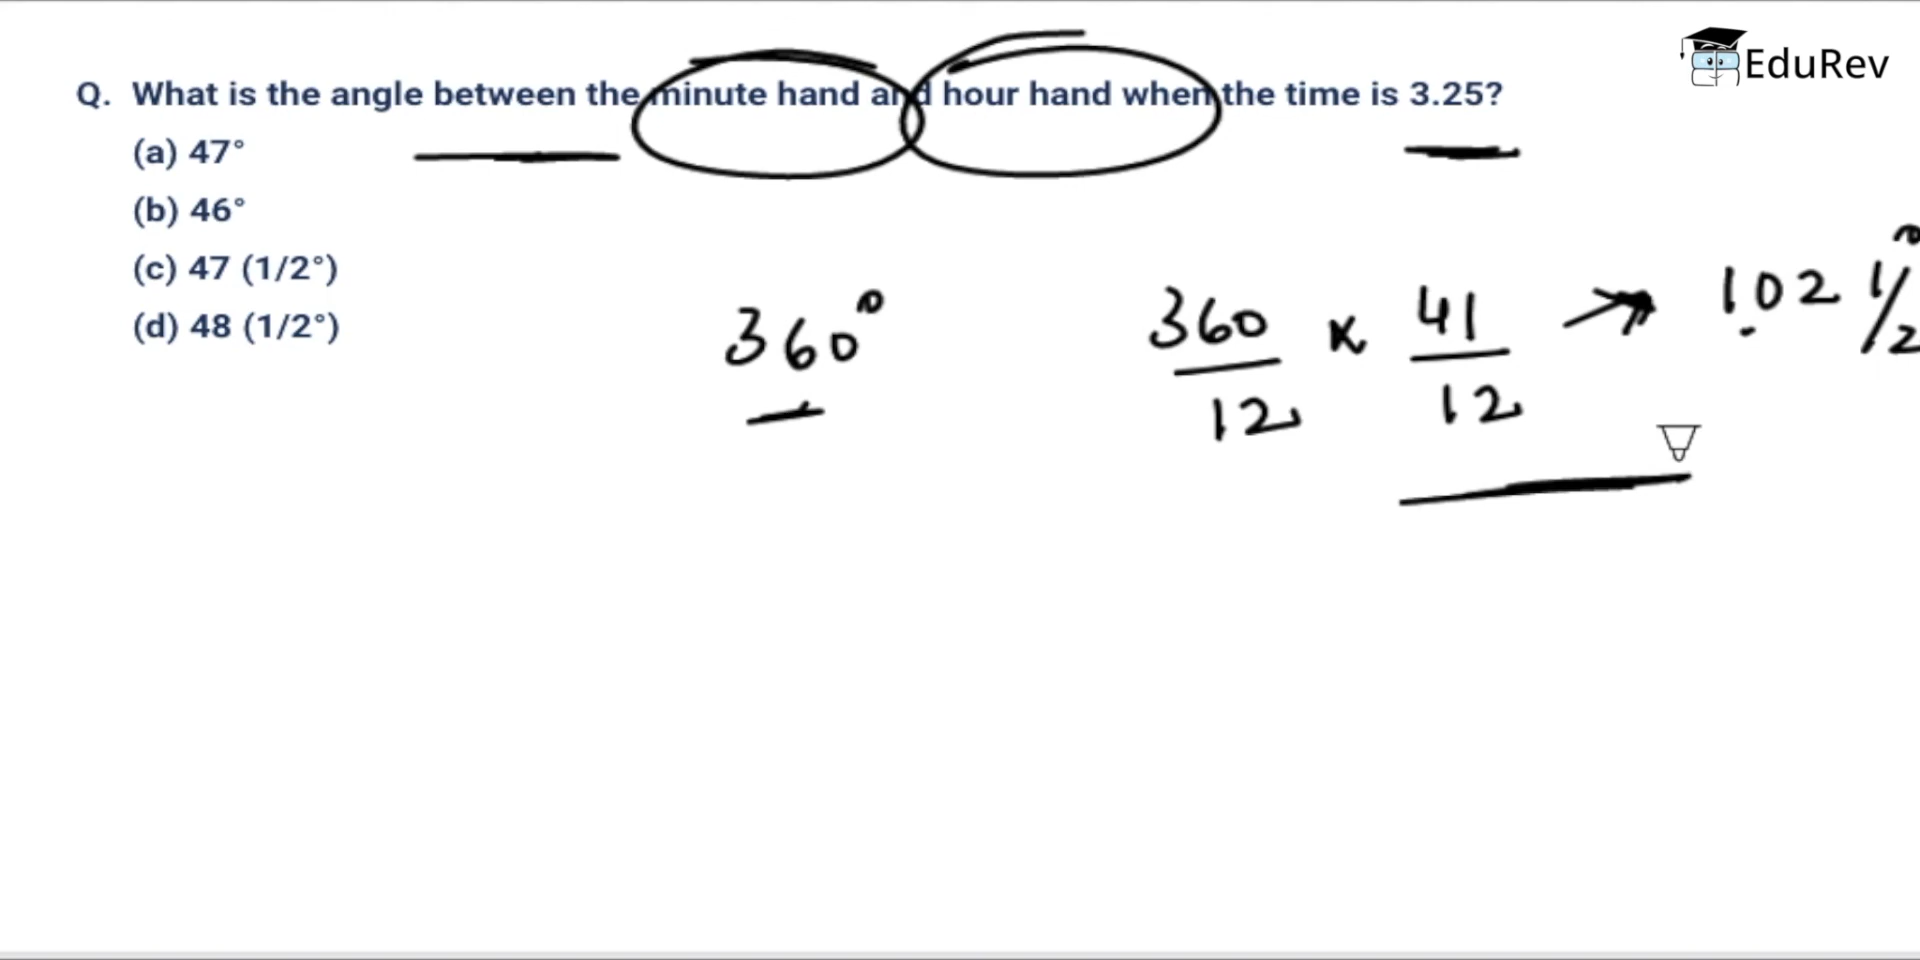 EduRev
Q. What is the angle between the minute hand and hour hand when the time is 3.25?
(a) 47°
(b) 46°
(c) 47 (1/2°)
(d) 48 (1/2°)
360°
360/12 × 41/12 → 102 1/2°